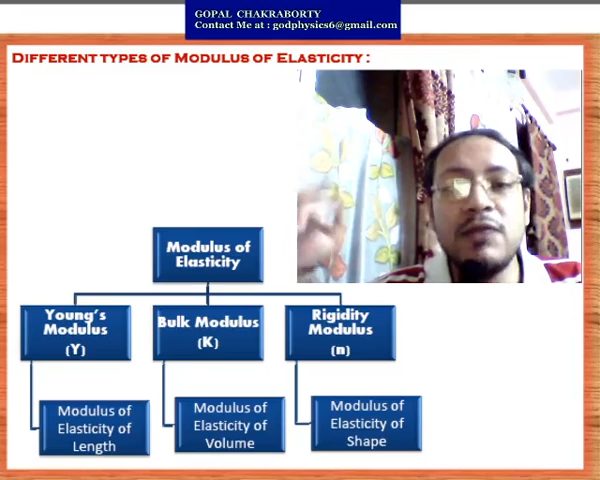 GOPAL CHAKRABORTY
Contact Me at : godphysics6@gmail.com
DIFFERENT TYPES OF MODULUS OF ELASTICITY :
Modulus of
Elasticity
Young's
Modulus
(Y)
Bulk Modulus
(K)
Rigidity
Modulus
(n)
Modulus of
Elasticity of
Length
Modulus of
Elasticity of
Volume
Modulus of
Elasticity of
Shape